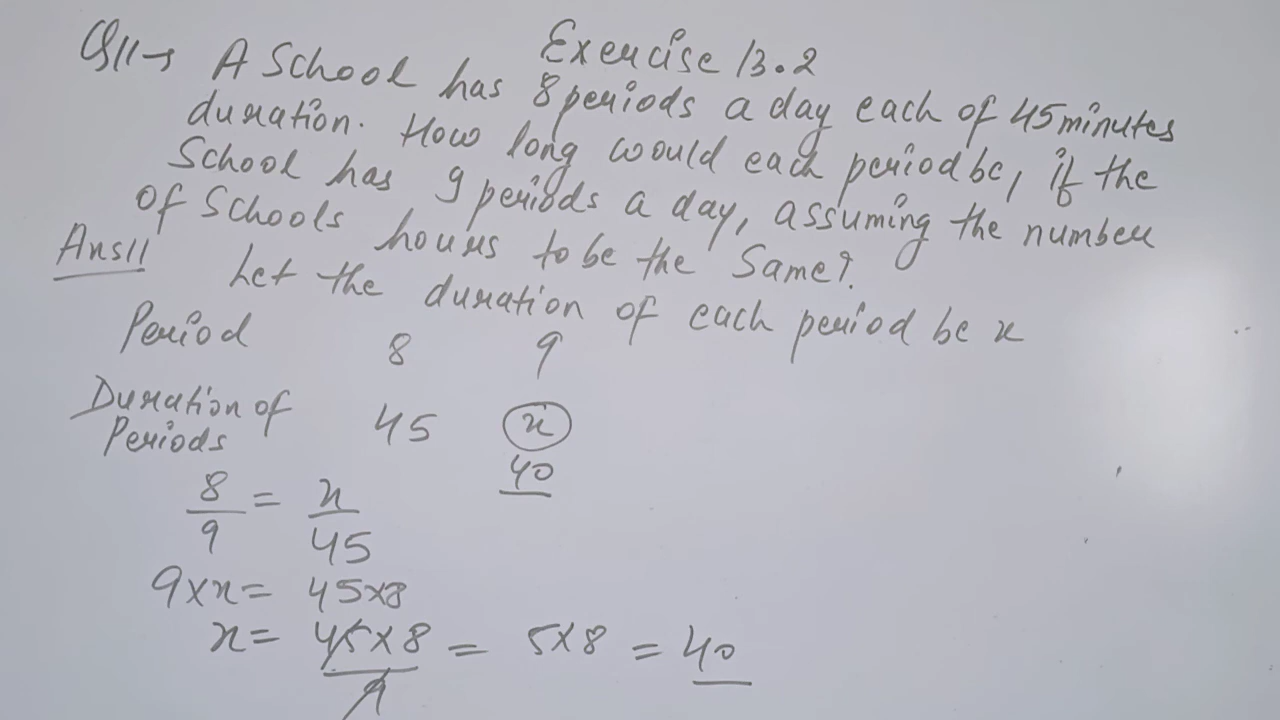 Exercise 13.2
Q11→ A School has 8 periods a day each of 45 minutes
duration. How long would each period be, if the
School has 9 periods a day, assuming the number
of Schools hours to be the Same?
Ans11 Let the duration of each period be x
Period 8 9
Duration of Periods 45 x
40
8/9 = x/45
9×x= 45×8
x= 45×8/9 = 5×8 = 40